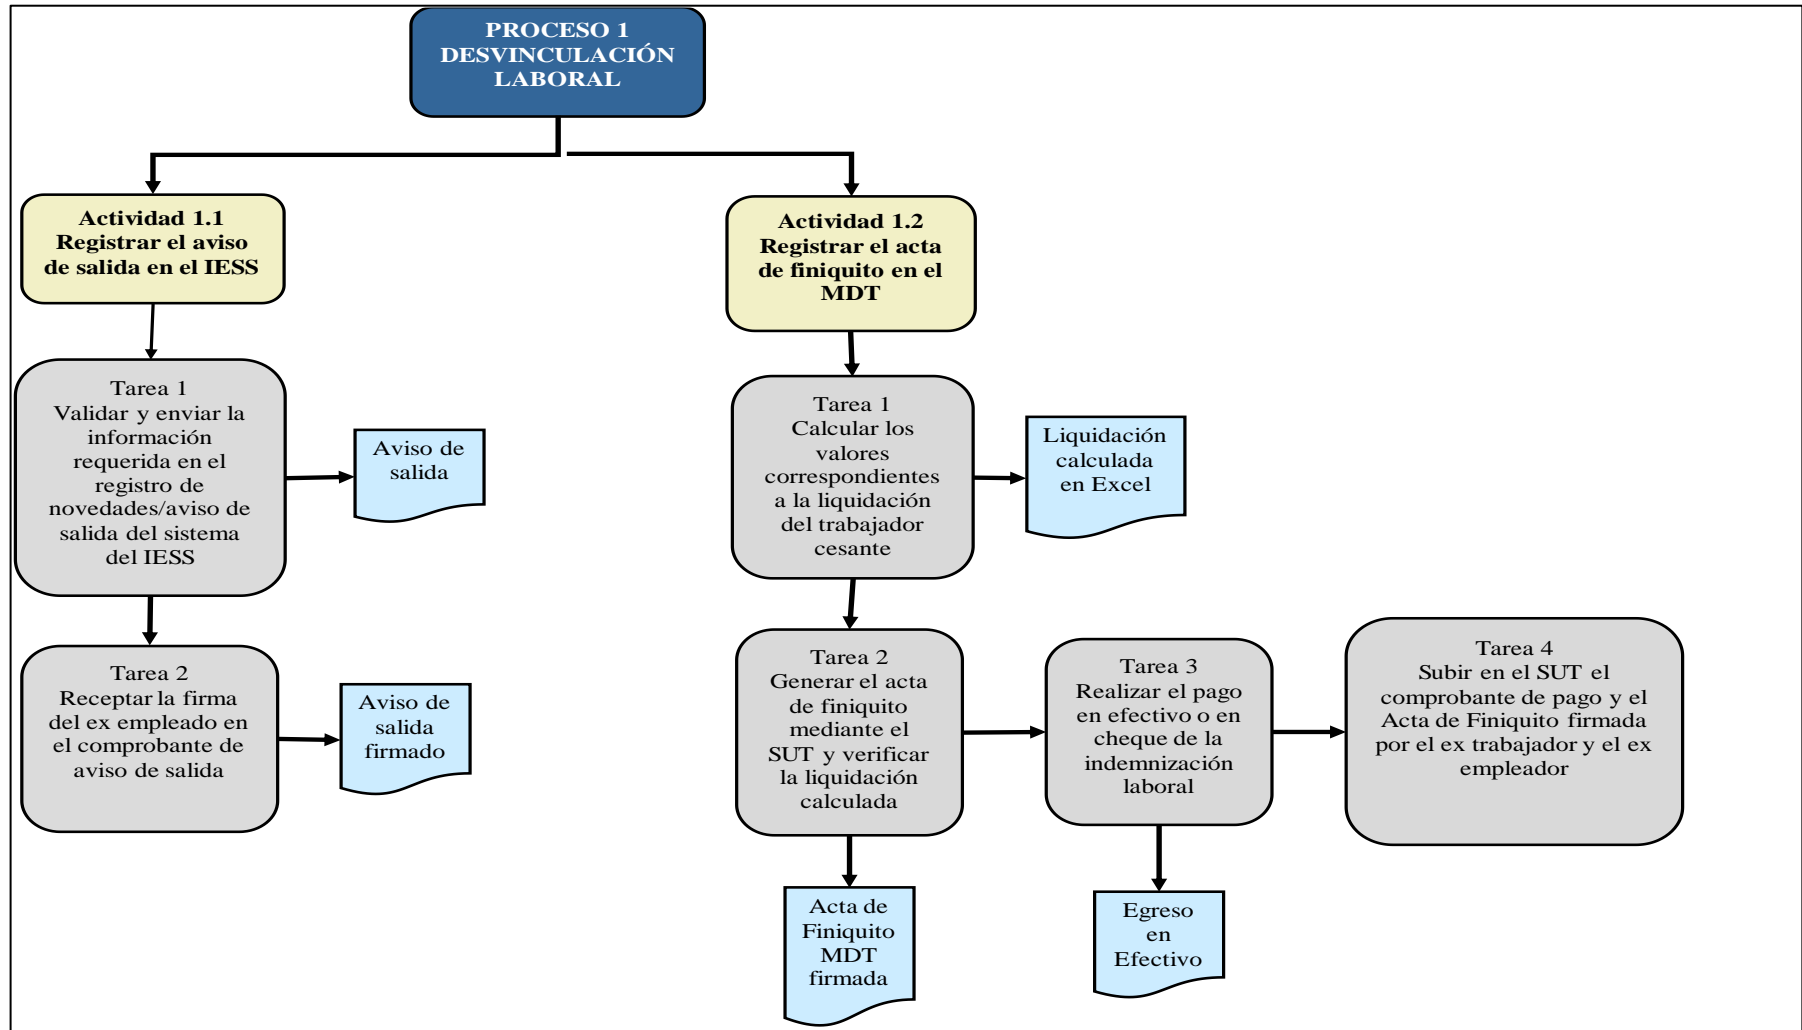 PROCESO 1
DESVINCULACIÓN
LABORAL
Actividad 1.1
Registrar el aviso
de salida en el IESS
Actividad 1.2
Registrar el acta
de finiquito en el
MDT
Tarea 1
Validar y enviar la
información
requerida en el
registro de
novedades/aviso de
salida del sistema
del IESS
Aviso de
salida
Tarea 2
Receptar la firma
del ex empleado en
el comprobante de
aviso de salida
Aviso de
salida
firmado
Tarea 1
Calcular los
valores
correspondientes
a la liquidación
del trabajador
cesante
Liquidación
calculada
en Excel
Tarea 2
Generar el acta
de finiquito
mediante el
SUT y verificar
la liquidación
calculada
Tarea 3
Realizar el pago
en efectivo o en
cheque de la
indemnización
laboral
Tarea 4
Subir en el SUT el
comprobante de pago y el
Acta de Finiquito firmada
por el ex trabajador y el ex
empleador
Acta de
Finiquito
MDT
firmada
Egreso
en
Efectivo